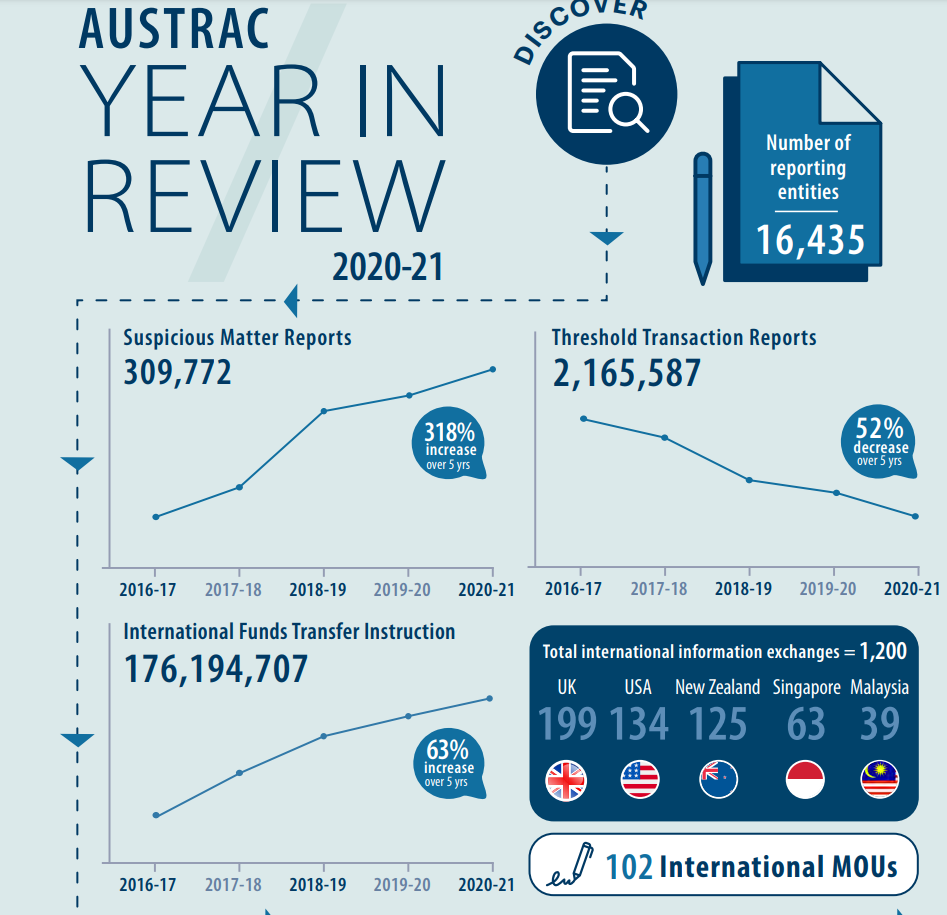 AUSTRAC
YEAR IN
REVIEW
2020-21
DISCOVER
Number of
reporting
entities
16,435
Suspicious Matter Reports
309,772
318%
increase
over 5 yrs
2016-17 2017-18 2018-19 2019-20 2020-21
Threshold Transaction Reports
2,165,587
52%
decrease
over 5 yrs
2016-17 2017-18 2018-19 2019-20 2020-21
International Funds Transfer Instruction
176,194,707
63%
increase
over 5 yrs
2016-17 2017-18 2018-19 2019-20 2020-21
Total international information exchanges = 1,200
UK USA New Zealand Singapore Malaysia
199 134 125 63 39
102 International MOUs